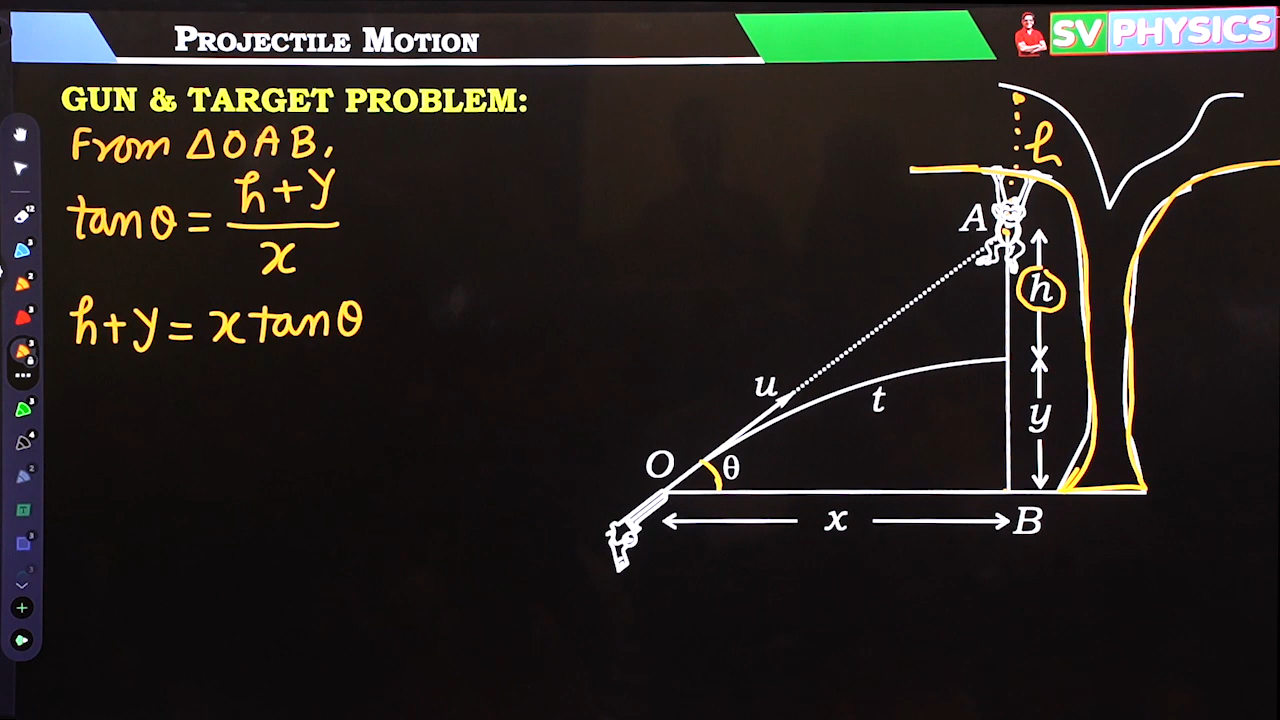 PROJECTILE MOTION
SV PHYSICS
GUN & TARGET PROBLEM:
From ΔOAB,
tanθ = h+y / x
h+y = x tanθ
h
A
h
u
t
y
O
θ
x
B